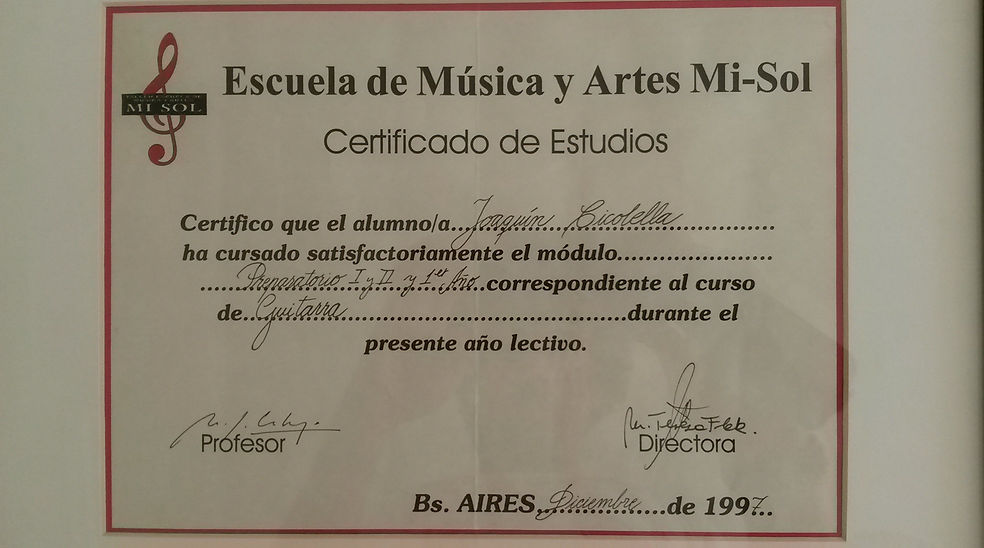 MI SOL
Escuela de Música y Artes Mi-Sol
Certificado de Estudios
Certifico que el alumno/a...Joaquín Cicolella...
ha cursado satisfactoriamente el módulo...
...Preparatorio I y II y 1er Año...correspondiente al curso
de...Guitarra...durante el
presente año lectivo.
Profesor
Directora
Bs. AIRES,...Diciembre...de 1997..